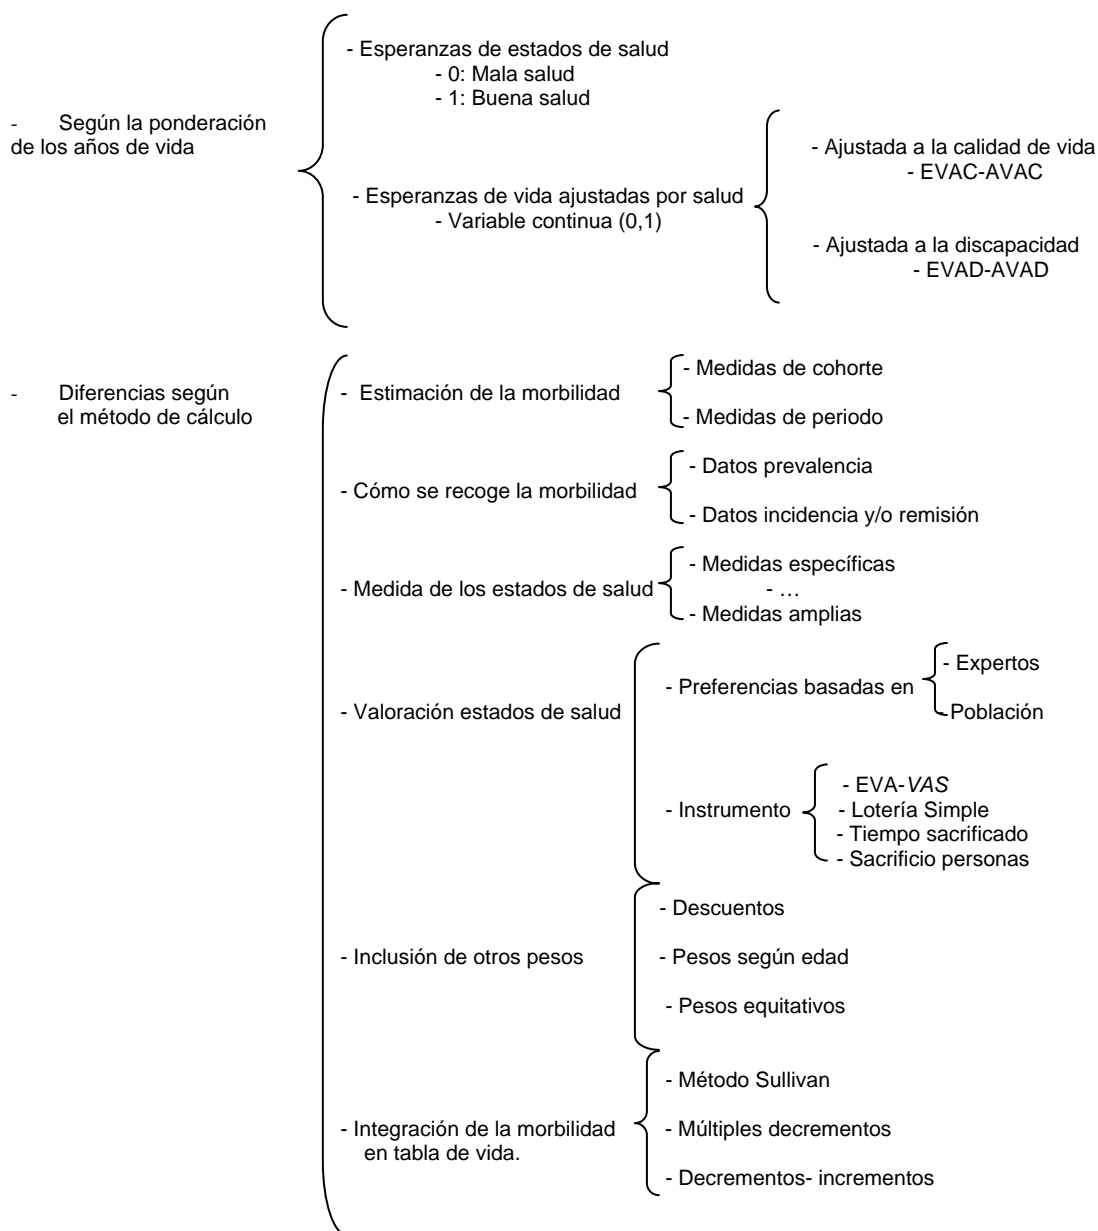 - Según la ponderación
de los años de vida
- Esperanzas de estados de salud
- 0: Mala salud
- 1: Buena salud
- Esperanzas de vida ajustadas por salud
- Variable continua (0,1)
- Ajustada a la calidad de vida
- EVAC-AVAC
- Ajustada a la discapacidad
- EVAD-AVAD
- Diferencias según
el método de cálculo
- Estimación de la morbilidad
- Medidas de cohorte
- Medidas de periodo
- Cómo se recoge la morbilidad
- Datos prevalencia
- Datos incidencia y/o remisión
- Medida de los estados de salud
- Medidas específicas
- …
- Medidas amplias
- Valoración estados de salud
- Preferencias basadas en
- Expertos
-Población
- Instrumento
- EVA-VAS
- Lotería Simple
- Tiempo sacrificado
- Sacrificio personas
- Inclusión de otros pesos
- Descuentos
- Pesos según edad
- Pesos equitativos
- Integración de la morbilidad
en tabla de vida.
- Método Sullivan
- Múltiples decrementos
- Decrementos- incrementos